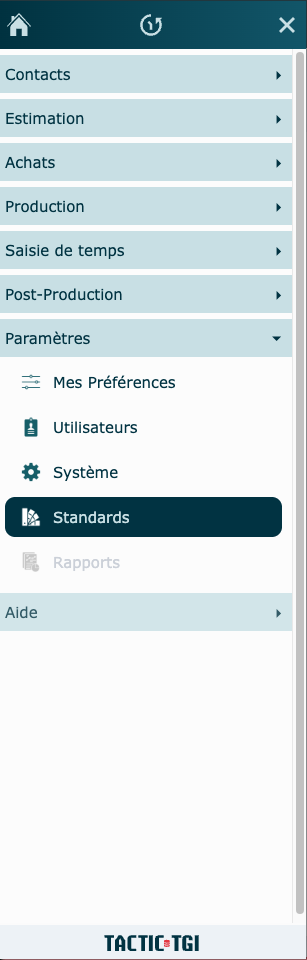 Contacts
Estimation
Achats
Production
Saisie de temps
Post-Production
Paramètres
Mes Préférences
Utilisateurs
Système
Standards
Rapports
Aide
TACTIC TGI